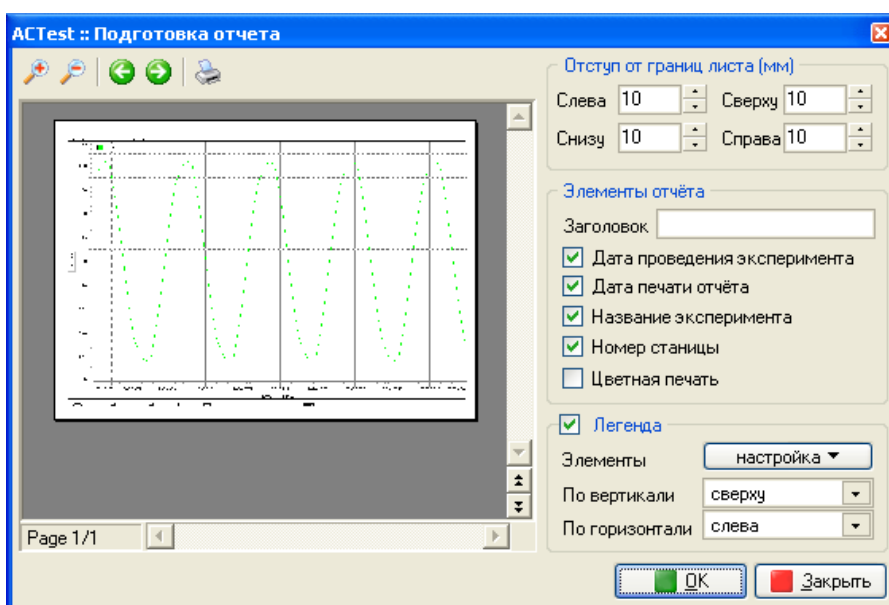 ACTest :: Подготовка отчета
Отступ от границ листа (мм)
Слева 10 Сверху 10
Снизу 10 Справа 10
Элементы отчёта
Заголовок
Дата проведения эксперимента
Дата печати отчёта
Название эксперимента
Номер станицы
Цветная печать
Легенда
Элементы настройка
По вертикали сверху
По горизонтали слева
Page 1/1
OK Закрыть